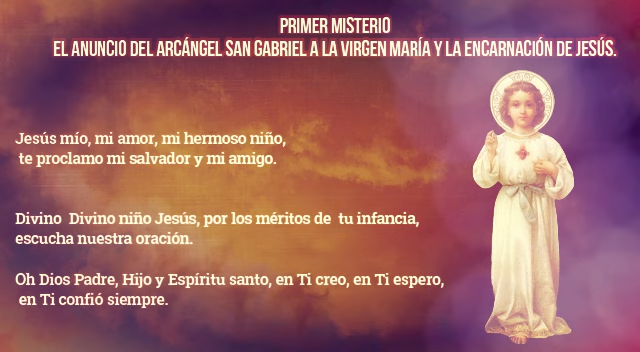 PRIMER MISTERIO
EL ANUNCIO DEL ARCÁNGEL SAN GABRIEL A LA VIRGEN MARÍA Y LA ENCARNACIÓN DE JESÚS.
Jesús mío, mi amor, mi hermoso niño,
te proclamo mi salvador y mi amigo.
Divino Divino niño Jesús, por los méritos de tu infancia,
escucha nuestra oración.
Oh Dios Padre, Hijo y Espíritu santo, en Ti creo, en Ti espero,
en Ti confió siempre.